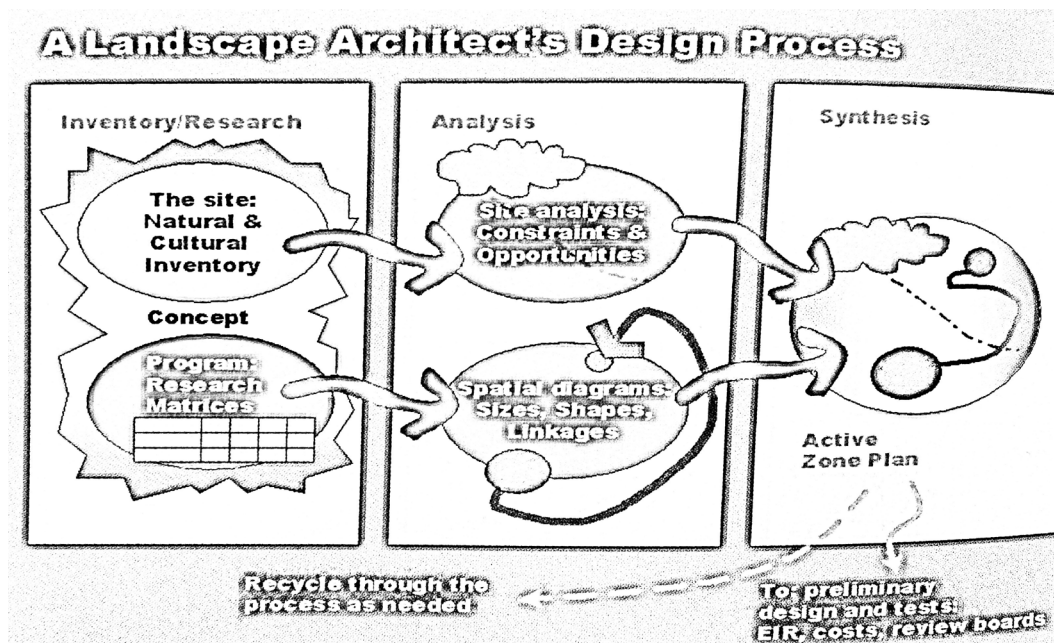 A Landscape Architect's Design Process
Inventory/Research
The site:
Natural &
Cultural
Inventory
Concept
Program:
Research
Matrices
Analysis
Site analysis:
Constraints &
Opportunities
Spatial diagrams:
Sizes, Shapes,
Linkages
Synthesis
Active
Zone Plan
Recycle through the
process as needed
To: preliminary
design and tests:
EIR, costs, review boards